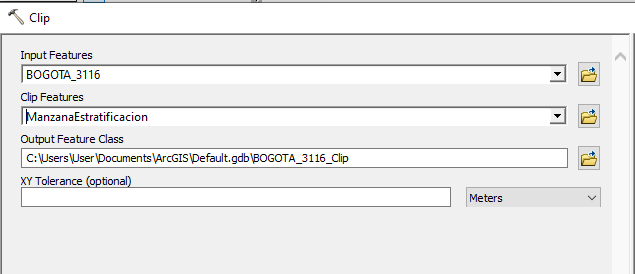 Clip
Input Features
BOGOTA_3116
Clip Features
ManzanaEstratificacion
Output Feature Class
C:\Users\User\Documents\ArcGIS\Default.gdb\BOGOTA_3116_Clip
XY Tolerance (optional)
Meters